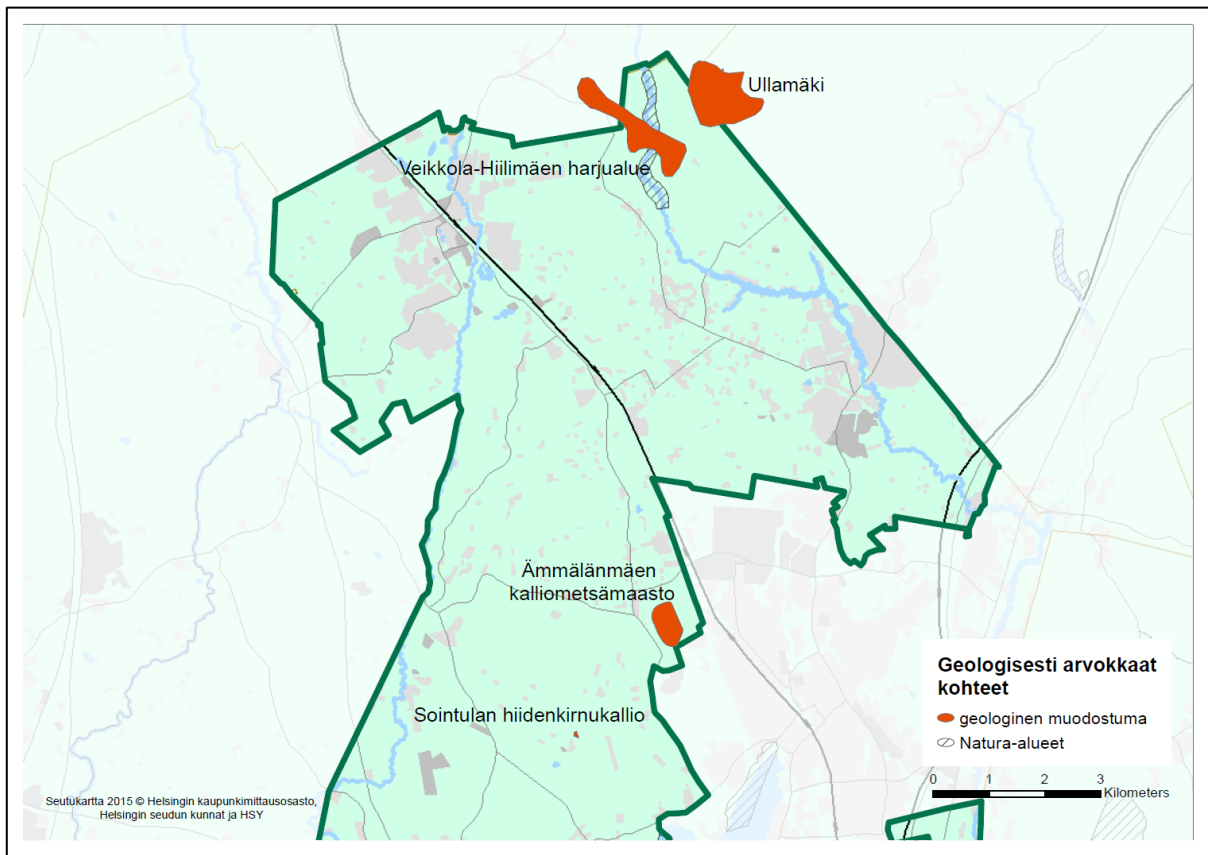 Ullamäki
Veikkola-Hiilimäen harjualue
Ämmälänmäen
kalliometsämaasto
Sointulan hiidenkirnukallio
Geologisesti arvokkaat
kohteet
geologinen muodostuma
Natura-alueet
0 1 2 3
Kilometers
Seutukartta 2015 © Helsingin kaupunkimittausosasto,
Helsingin seudun kunnat ja HSY